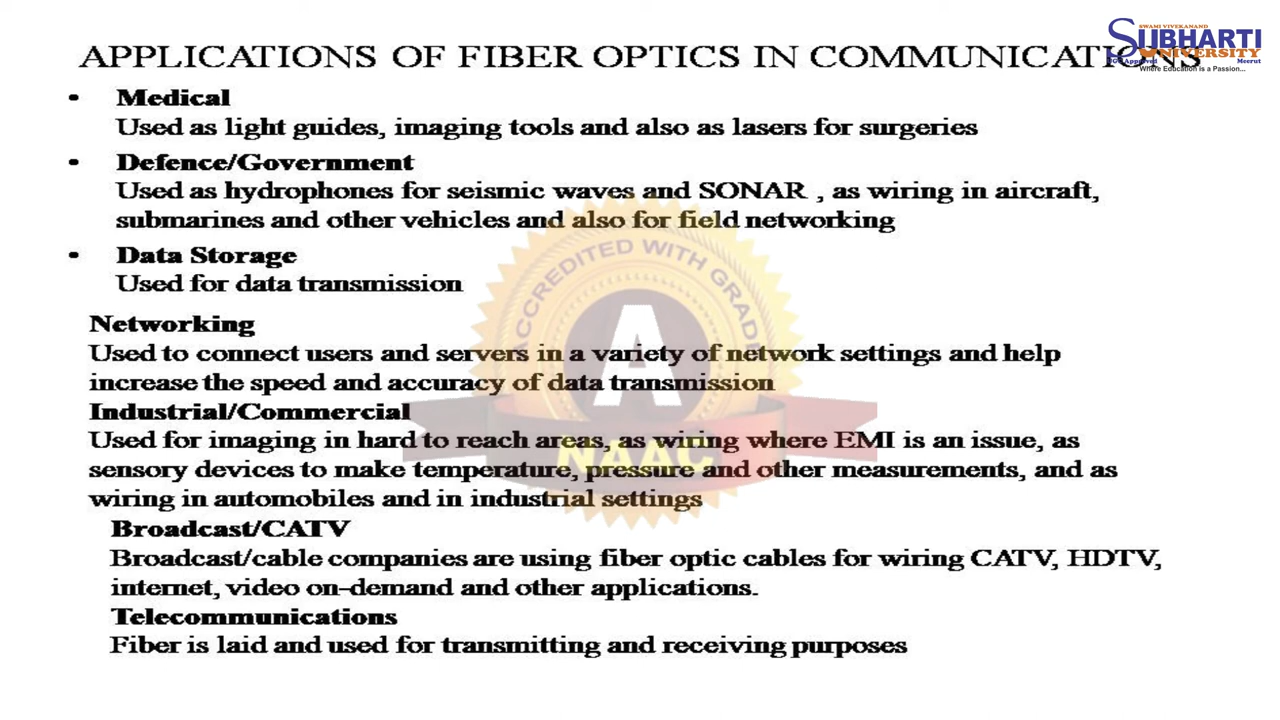 SWAMI VIVEKANAND
SUBHARTI
UNIVERSITY
UGC Approved Meerut
Where Education is a Passion...
APPLICATIONS OF FIBER OPTICS IN COMMUNICATIONS
• Medical
Used as light guides, imaging tools and also as lasers for surgeries
• Defence/Government
Used as hydrophones for seismic waves and SONAR , as wiring in aircraft,
submarines and other vehicles and also for field networking
• Data Storage
Used for data transmission
Networking
Used to connect users and servers in a variety of network settings and help
increase the speed and accuracy of data transmission
Industrial/Commercial
Used for imaging in hard to reach areas, as wiring where EMI is an issue, as
sensory devices to make temperature, pressure and other measurements, and as
wiring in automobiles and in industrial settings
Broadcast/CATV
Broadcast/cable companies are using fiber optic cables for wiring CATV, HDTV,
internet, video on-demand and other applications.
Telecommunications
Fiber is laid and used for transmitting and receiving purposes
ACCREDITED WITH GRADE
A
NAAC